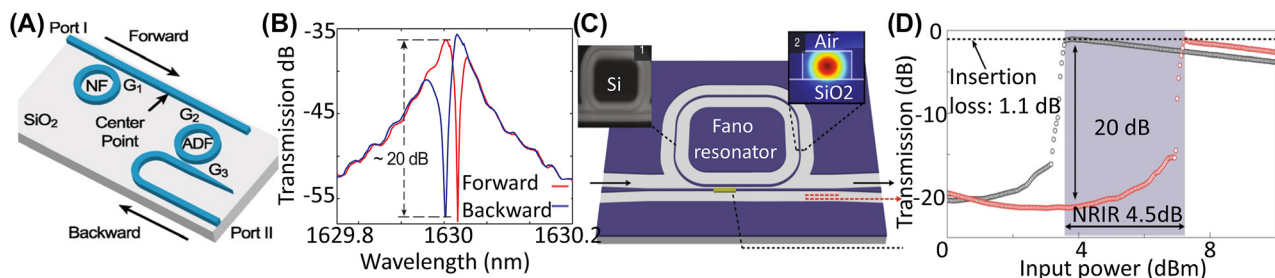 (A)
Port I
Forward
NF
G1
G2
SiO2
Center
Point
ADF
G3
Backward
Port II
(B)
Transmission dB
-35
-45
-55
~ 20 dB
Forward
Backward
1629.8
1630
1630.2
Wavelength (nm)
(C)
1
Si
2
Air
SiO2
Fano
resonator
(D)
Transmission (dB)
0
-10
-20
Insertion
loss: 1.1 dB
20 dB
NRIR 4.5dB
0
4
8
Input power (dBm)